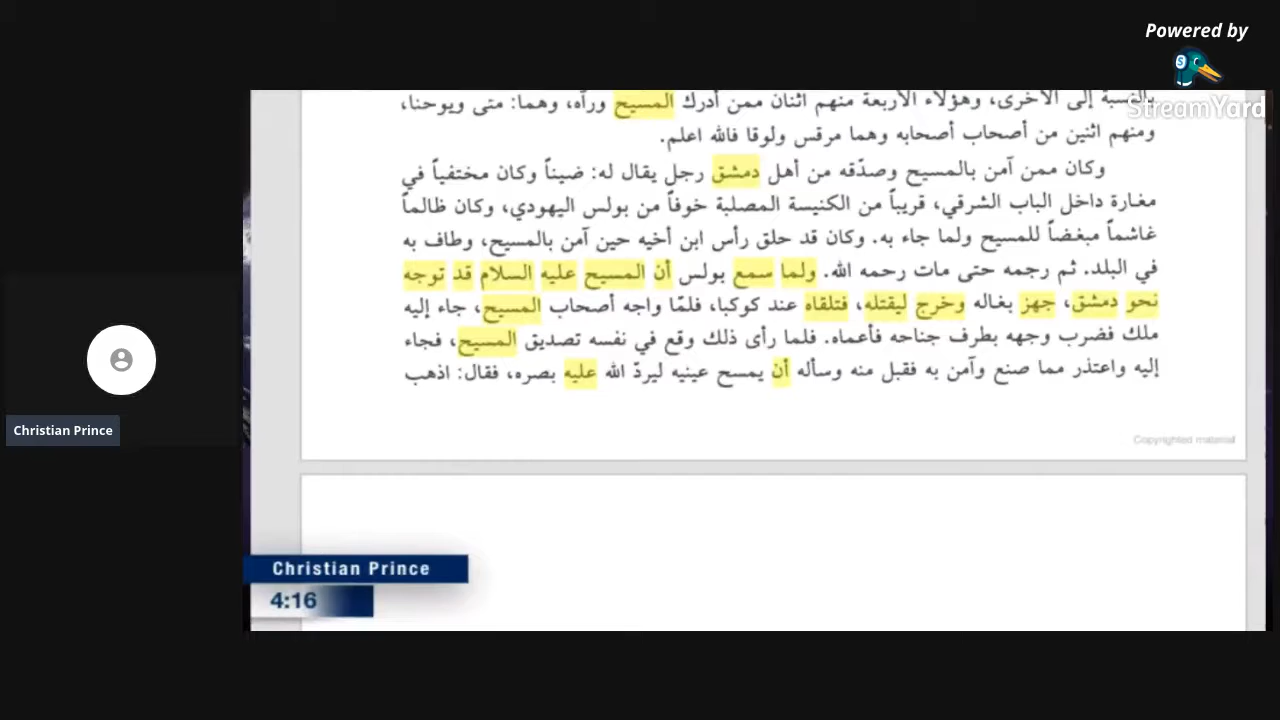 Powered by
StreamYard
بالنسبة إلى الأخرى، وهؤلاء الأربعة منهم اثنان ممن أدرك المسيح ورآه، وهما: متى ويوحنا،
ومنهم اثنين من أصحاب أصحابه وهما مرقس ولوقا فالله اعلم.
وكان ممن آمن بالمسيح وصدّقه من أهل دمشق رجل يقال له: ضيناً وكان مختفياً في
مغارة داخل الباب الشرقي، قريباً من الكنيسة المصلبة خوفاً من بولس اليهودي، وكان ظالماً
غاشماً مبغضاً للمسيح ولما جاء به. وكان قد حلق رأس ابن أخيه حين آمن بالمسيح، وطاف به
في البلد. ثم رجمه حتى مات رحمه الله. ولما سمع بولس أن المسيح عليه السلام قد توجه
نحو دمشق، جهز بغاله وخرج ليقتله، فتلقاه عند كوكبا، فلمّا واجه أصحاب المسيح، جاء إليه
ملك فضرب وجهه بطرف جناحه فأعماه. فلما رأى ذلك وقع في نفسه تصديق المسيح، فجاء
إليه واعتذر مما صنع وآمن به فقبل منه وسأله أن يمسح عينيه ليردّ الله عليه بصره، فقال: اذهب
Copyrighted material
Christian Prince
Christian Prince
4:16